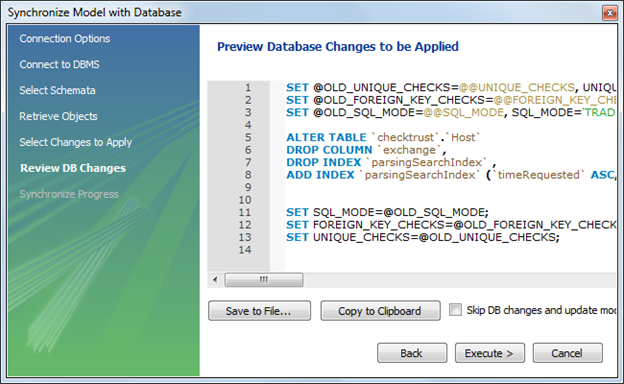 Synchronize Model with Database
Connection Options
Connect to DBMS
Select Schemata
Retrieve Objects
Select Changes to Apply
Review DB Changes
Synchronize Progress
Preview Database Changes to be Applied
1 SET @OLD_UNIQUE_CHECKS=@@UNIQUE_CHECKS, UNIQU
2 SET @OLD_FOREIGN_KEY_CHECKS=@@FOREIGN_KEY_CHE
3 SET @OLD_SQL_MODE=@@SQL_MODE, SQL_MODE='TRAD
4
5 ALTER TABLE `checktrust`.`Host`
6 DROP COLUMN `exchange`,
7 DROP INDEX `parsingSearchIndex` ,
8 ADD INDEX `parsingSearchIndex` (`timeRequested` ASC,
9
10
11 SET SQL_MODE=@OLD_SQL_MODE;
12 SET FOREIGN_KEY_CHECKS=@OLD_FOREIGN_KEY_CHECK
13 SET UNIQUE_CHECKS=@OLD_UNIQUE_CHECKS;
14
Save to File... Copy to Clipboard Skip DB changes and update mod
Back Execute > Cancel